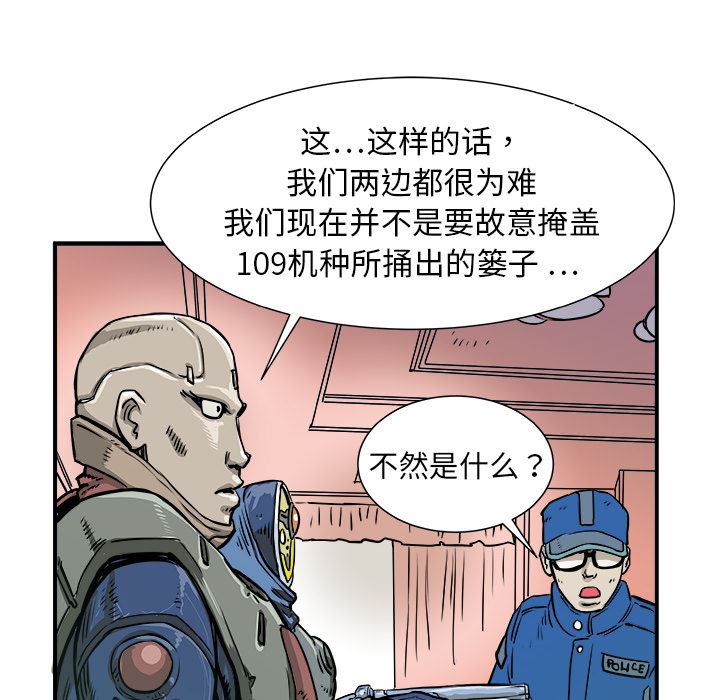 这...这样的话，
我们两边都很为难
我们现在并不是要故意掩盖
109机种所捅出的篓子...
不然是什么？
POLICE